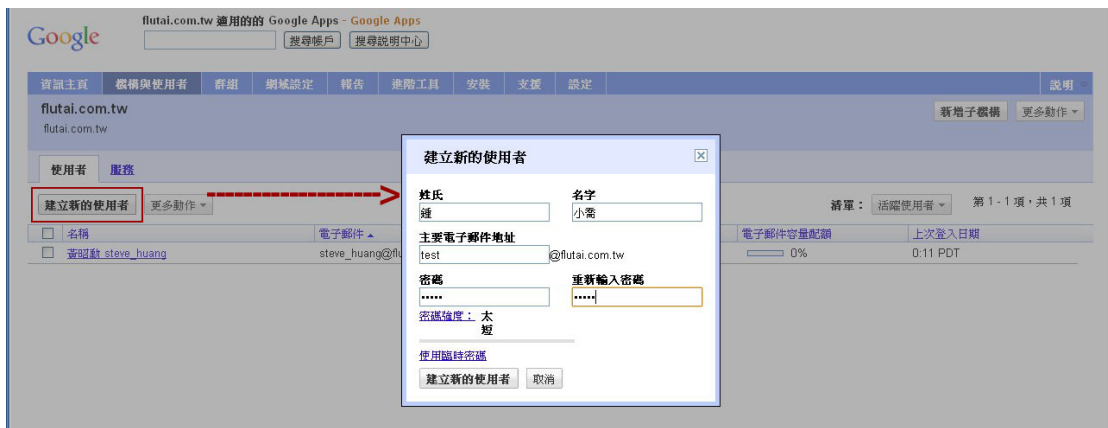 flutai.com.tw 適用的的 Google Apps - Google Apps
Google
搜尋帳戶 搜尋説明中心
資訊主頁 機構與使用者 群組 網域設定 報告 進階工具 安裝 支援 設定 説明
flutai.com.tw
flutai.com.tw
新增子機構 更多動作
使用者 服務
建立新的使用者 更多動作
清單： 活躍使用者 第 1 - 1 項，共 1 項
名稱 電子郵件 電子郵件容量配額 上次登入日期
黃昭動 steve_huang steve_huang@flu 0% 0:11 PDT
建立新的使用者
姓氏 名字
鍾 小喬
主要電子郵件地址
test @flutai.com.tw
密碼 重新輸入密碼
••••• •••••
密碼強度： 太
短
使用臨時密碼
建立新的使用者 取消